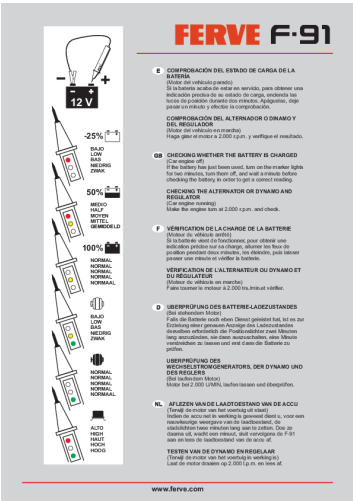 FERVE F-91
12 V
-25%
BAJO
LOW
BAS
NIEDRIG
ZWAK
50%
MEDIO
HALF
MOYEN
MITTEL
GEMIDDELD
100%
NORMAL
NORMAL
NORMAL,
NORMAL
NORMAAL
BAJO
LOW
BAS
NIEDRIG
ZWAK
NORMAL
NORMAL
NORMAL,
NORMAL
NORMAAL
ALTO
HIGH
HAUT
HOCH
HOOG
E COMPROBACIÓN DEL ESTADO DE CARGA DE LA
BATERÍA
(Motor del vehículo parado)
Si la batería acaba de estar en servicio, para obtener una
indicación precisa de su estado de carga, encienda las
luces de posición durante dos minutos. Apáguelas, deje
pasar un minuto y efectúe la comprobación.
COMPROBACIÓN DEL ALTERNADOR O DINAMO Y
DEL REGULADOR
(Motor del vehículo en marcha)
Haga girar el motor a 2.000 r.p.m. y verifique el resultado.
GB CHECKING WHETHER THE BATTERY IS CHARGED
(Car engine off)
If the battery has just been used, turn on the marker lights
for two minutes, turn them off, and wait a minute before
checking the battery, in order to get a correct reading.
CHECKING THE ALTERNATOR OR DYNAMO AND
REGULATOR
(Car engine running)
Make the engine turn at 2.000 r.p.m. and check.
F VÉRIFICATION DE LA CHARGE DE LA BATTERIE
(Moteur du véhicule arrêté)
Si la batterie vient de fonctionner, pour obtenir une
indication précise sur sa charge, allumer les feux de
position pendant deux minutes, les éteindre, puis laisser
passer une minute et vérifier la batterie.
VÉRIFICATION DE L'ALTERNATEUR OU DYNAMO ET
DU RÉGULATEUR
(Moteur du véhicule en marche)
Faire tourner le moteur à 2.000 trs./minut vérifier.
D UBERPRÜFUNG DES BATTERIE-LADEZUSTANDES
(Bei stehendem Motor)
Falls die Batterie noch eben Dienst geleistet hat, ist es zur
Erzielung einer genauen Anzeige des Ladezustandes
derselben erforderlich die Positionslichter zwei Minuten
lang anzuzünden, sie dann auszuschalten, eine Minute
verstreichen zu lassen und erst dann die Batterie zu
prüfen.
UBERPRÜFUNG DES
WECHSELSTROMGENERATORS, DER DYNAMO UND
DES REGLERS
(Bei laufendem Motor)
Motor bei 2.000 U/MIN, laufen lassen und überprüfen.
NL AFLEZEN VAN DE LAADTOESTAND VAN DE ACCU
(Terwijl de motor van het voertuig uit staat)
Indien de accu net in werking is geweest dient u, voor een
nauwkeurige weergave van de laadtoestand, de
stadslichten twee minuten lang aan te zetten. Doe ze
daarna uit, wacht een minuut, sluit vervolgens de F-91
aan en lees de laadtoestand van de accu af.
TESTEN VAN DE DYNAMO EN REGELAAR
(Terwijl de motor van het voertuig in werking is)
Laat de motor draaien op 2.000 t.p.m. en lees af.
www.ferve.com